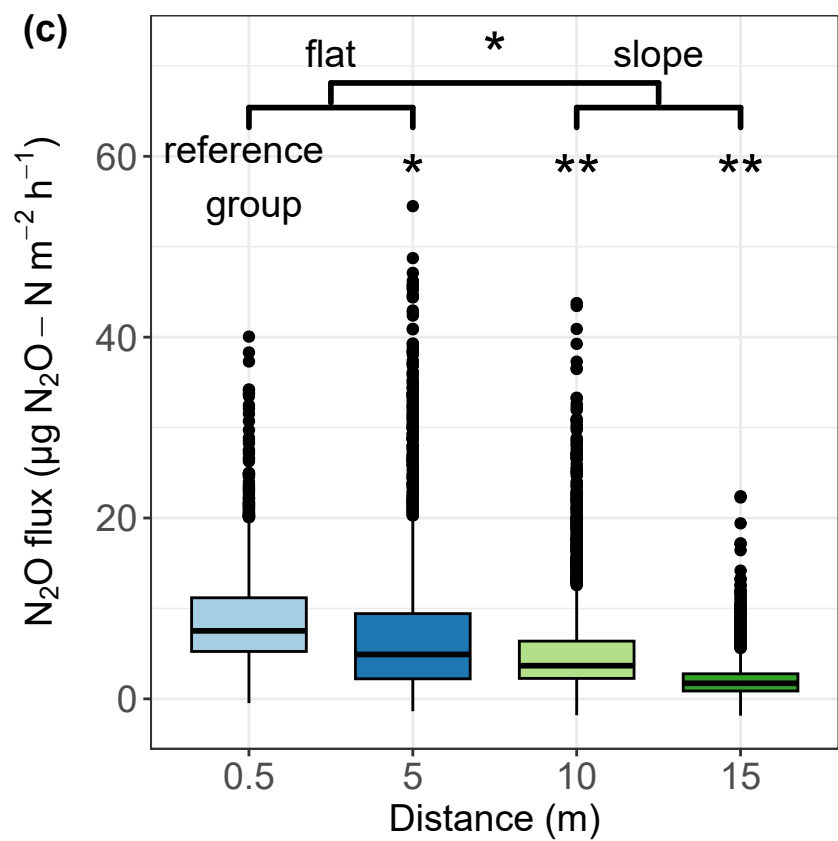 (c)
flat * slope
reference
group
* ** **
N₂O flux (µg N₂O − N m⁻² h⁻¹)
60
40
20
0
0.5 5 10 15
Distance (m)